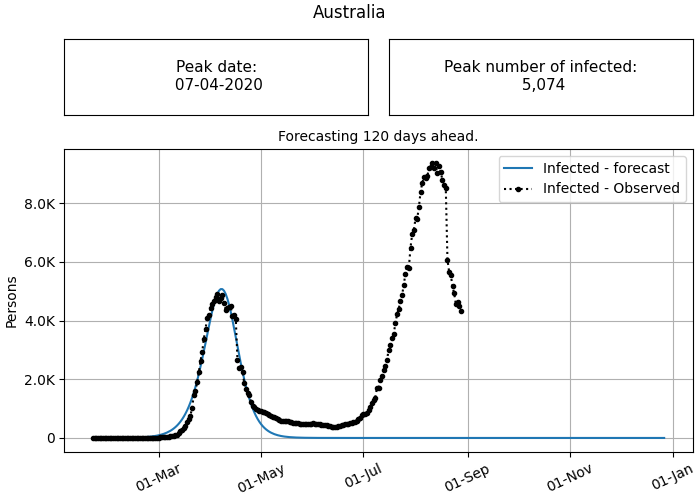 Australia
Peak date:
07-04-2020
Peak number of infected:
5,074
Forecasting 120 days ahead.
Infected - forecast
Infected - Observed
8.0K
6.0K
4.0K
2.0K
0
Persons
01-Mar
01-May
01-Jul
01-Sep
01-Nov
01-Jan